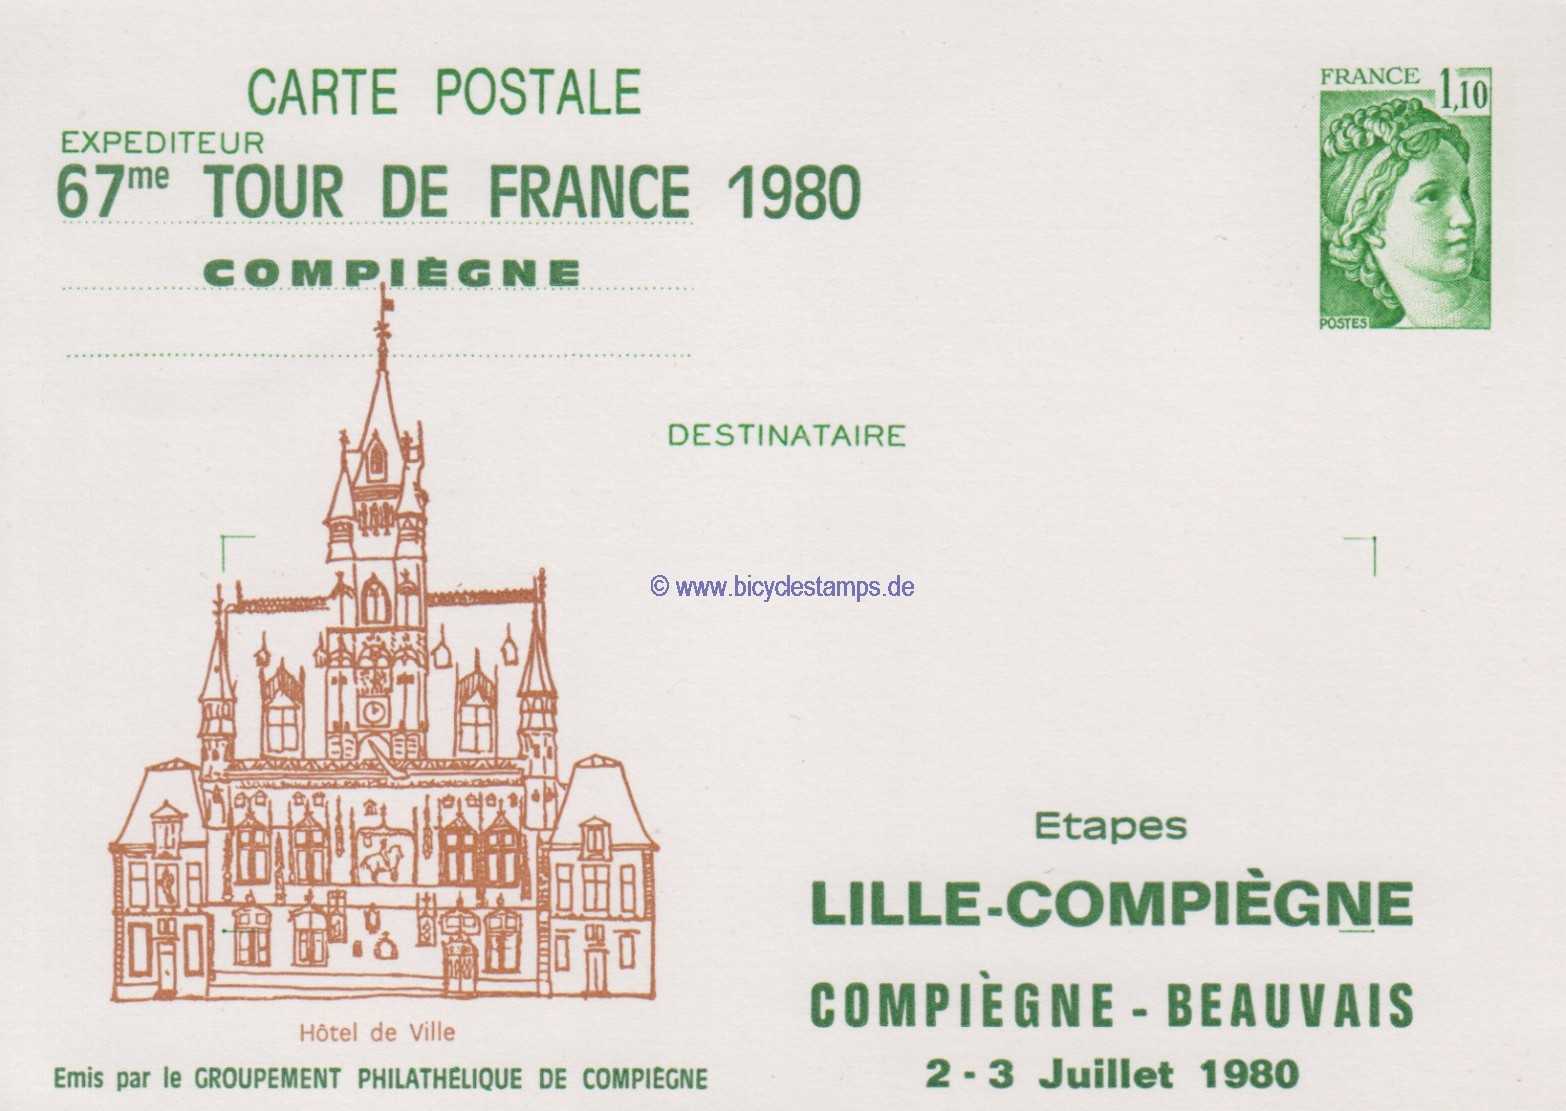 CARTE POSTALE
FRANCE 1,10
EXPEDITEUR
67me TOUR DE FRANCE 1980
COMPIÈGNE
POSTES
DESTINATAIRE
© www.bicyclestamps.de
Etapes
LILLE-COMPIÈGNE
COMPIÈGNE - BEAUVAIS
2 - 3 Juillet 1980
Hôtel de Ville
Emis par le GROUPEMENT PHILATHÉLIQUE DE COMPIÈGNE